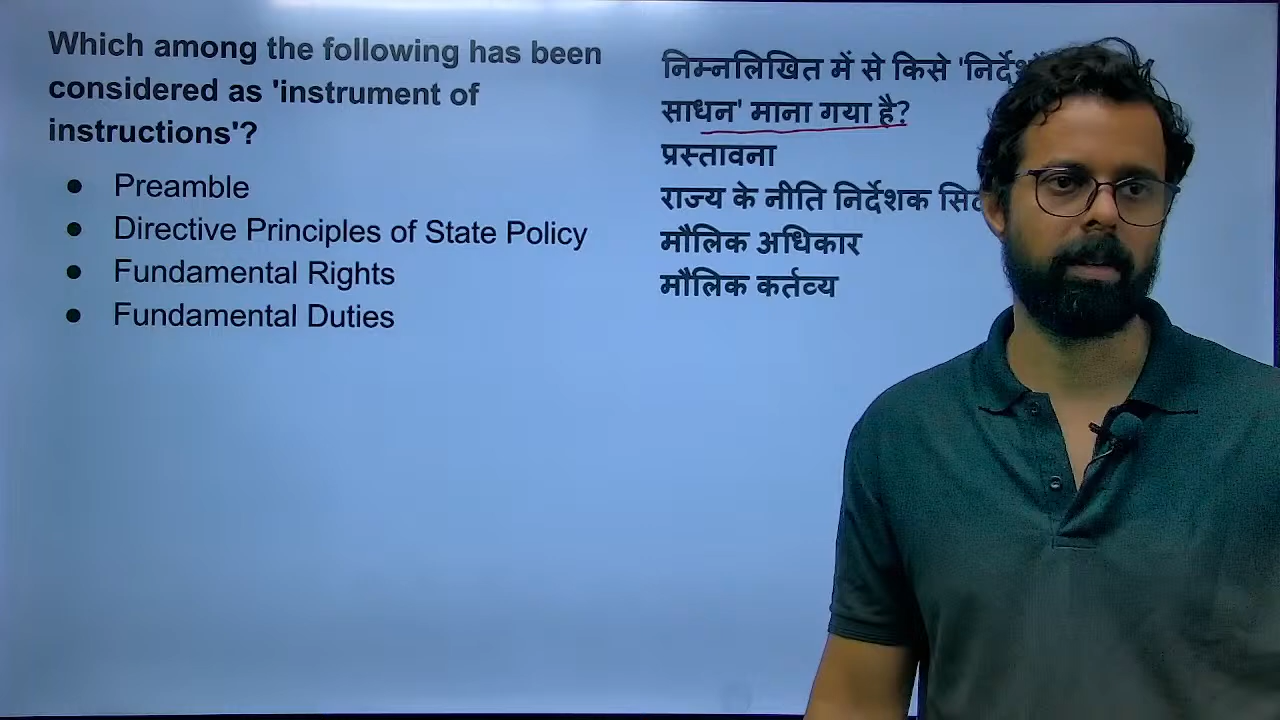 Which among the following has been
considered as 'instrument of
instructions'?
● Preamble
● Directive Principles of State Policy
● Fundamental Rights
● Fundamental Duties
निम्नलिखित में से किसे
साधन' माना गया है?
प्रस्तावना
राज्य के नीति निर्देशक
मौलिक अधिकार
मौलिक कर्तव्य